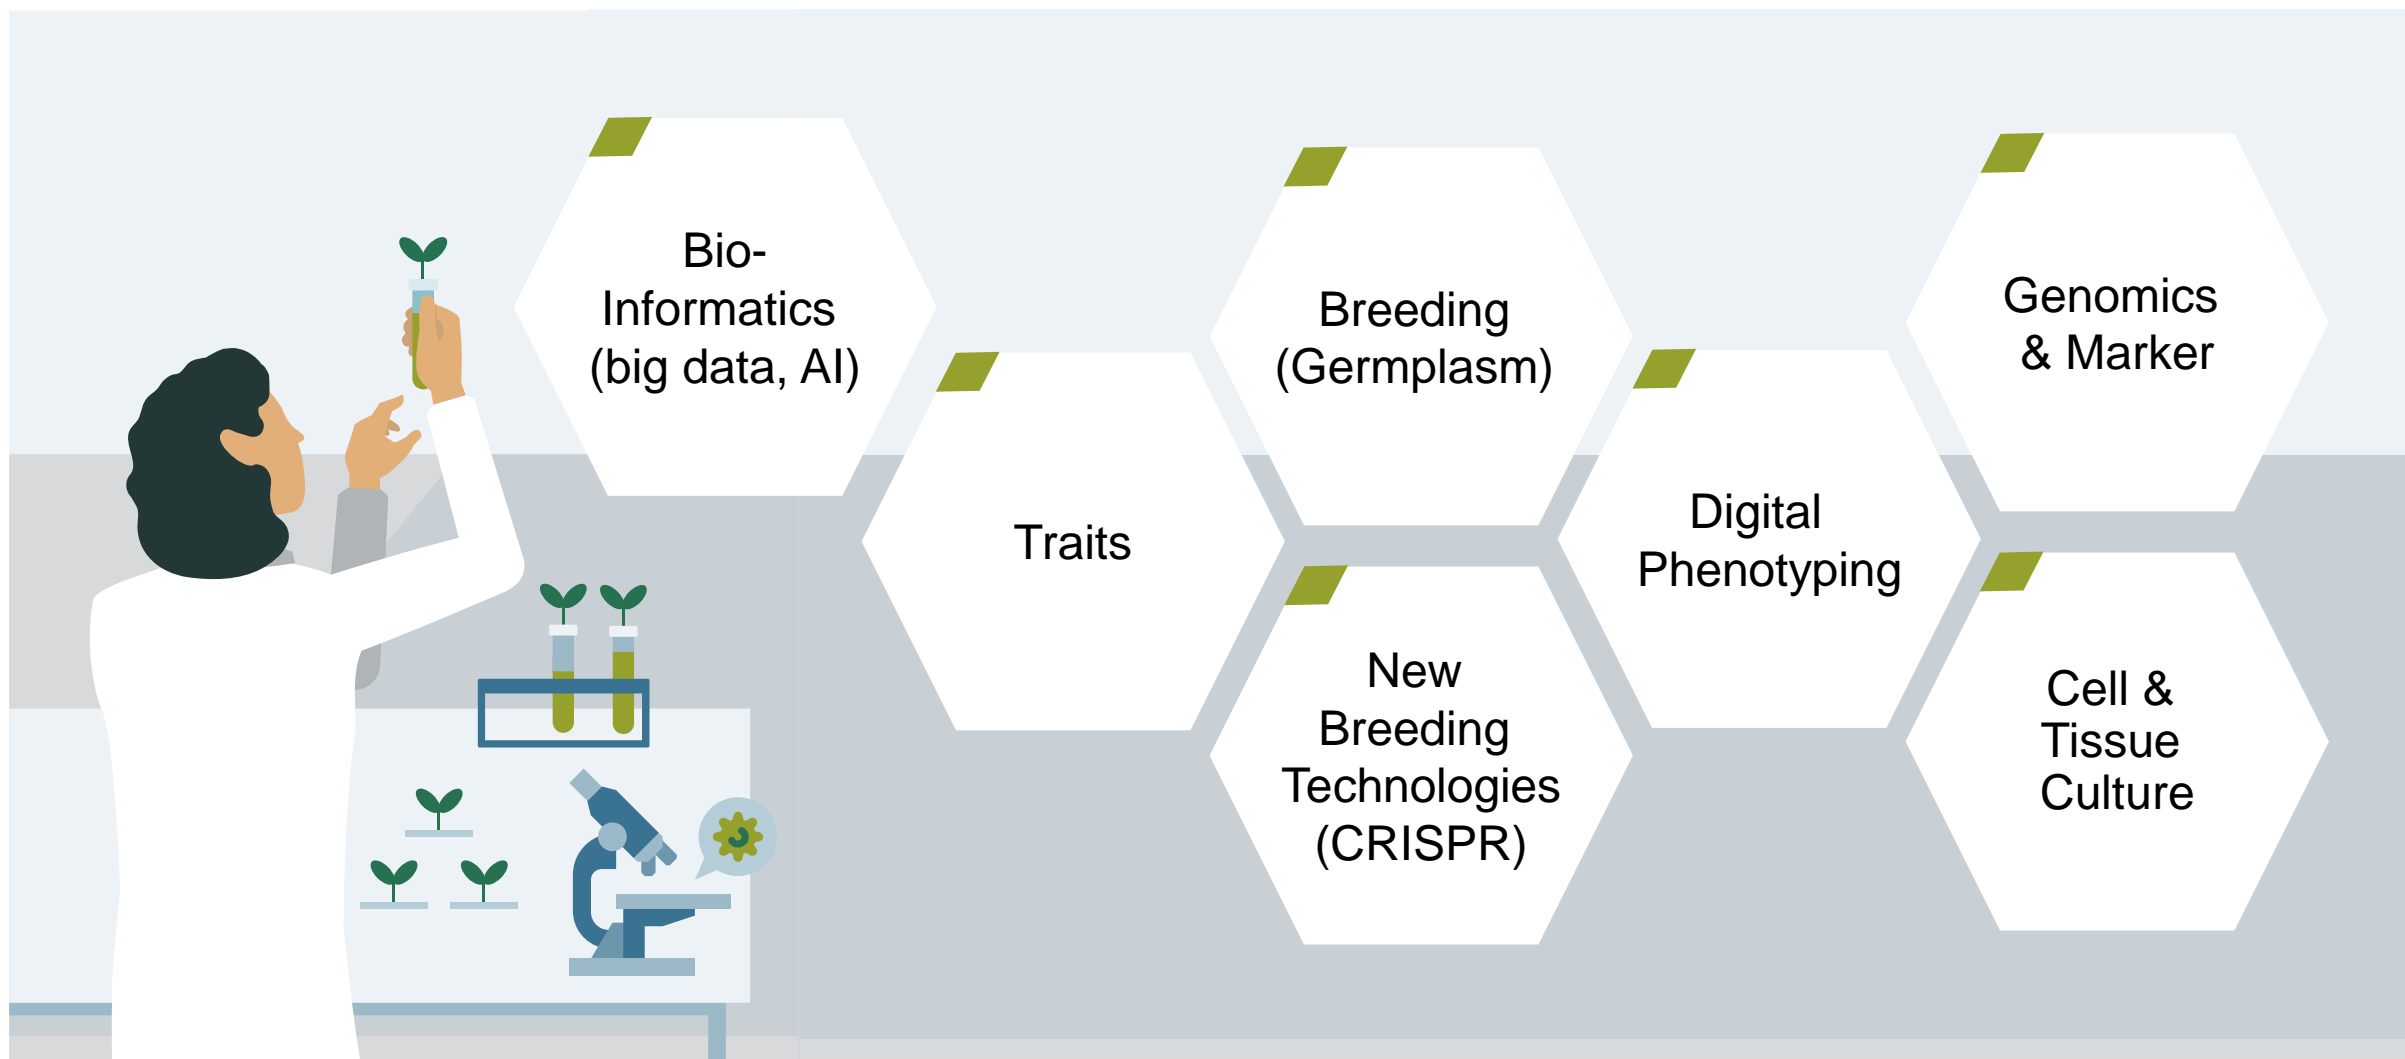 Bio-
Informatics
(big data, AI)
Traits
Breeding
(Germplasm)
New
Breeding
Technologies
(CRISPR)
Digital
Phenotyping
Genomics
& Marker
Cell &
Tissue
Culture